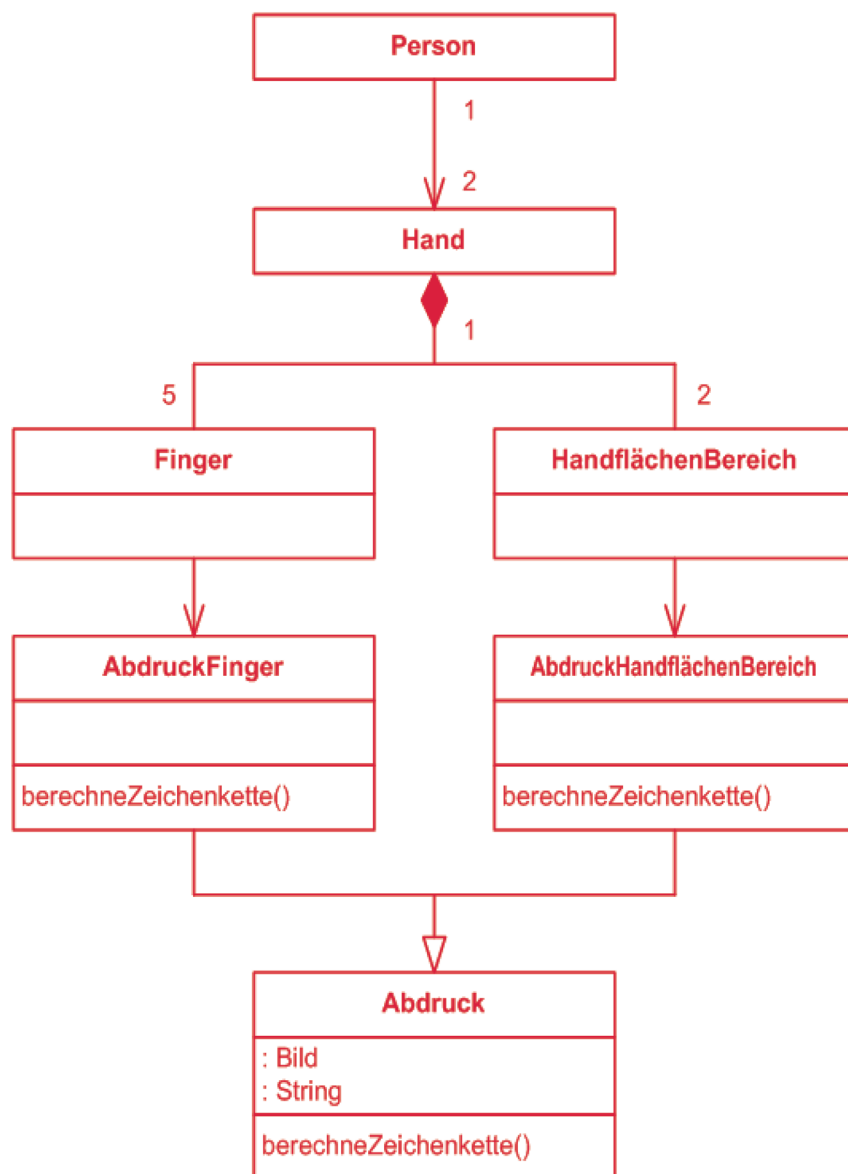 Person
1
2
Hand
1
5
2
Finger
HandflächenBereich
AbdruckFinger
AbdruckHandflächenBereich
berechneZeichenkette()
berechneZeichenkette()
Abdruck
: Bild
: String
berechneZeichenkette()